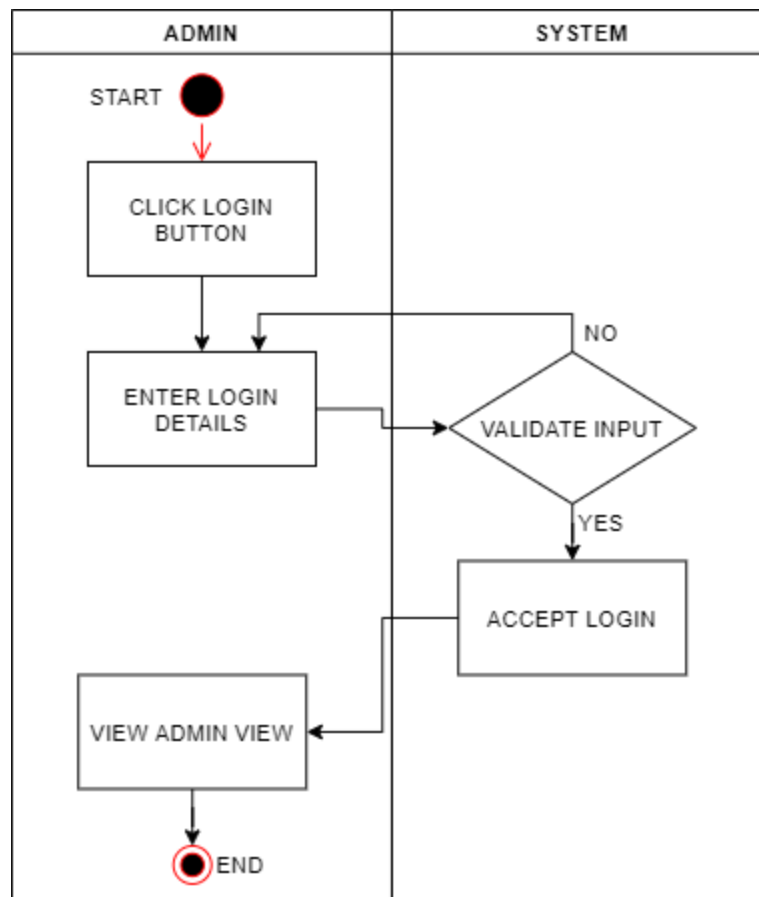 ADMIN
SYSTEM
START
CLICK LOGIN
BUTTON
NO
ENTER LOGIN
DETAILS
VALIDATE INPUT
YES
ACCEPT LOGIN
VIEW ADMIN VIEW
END